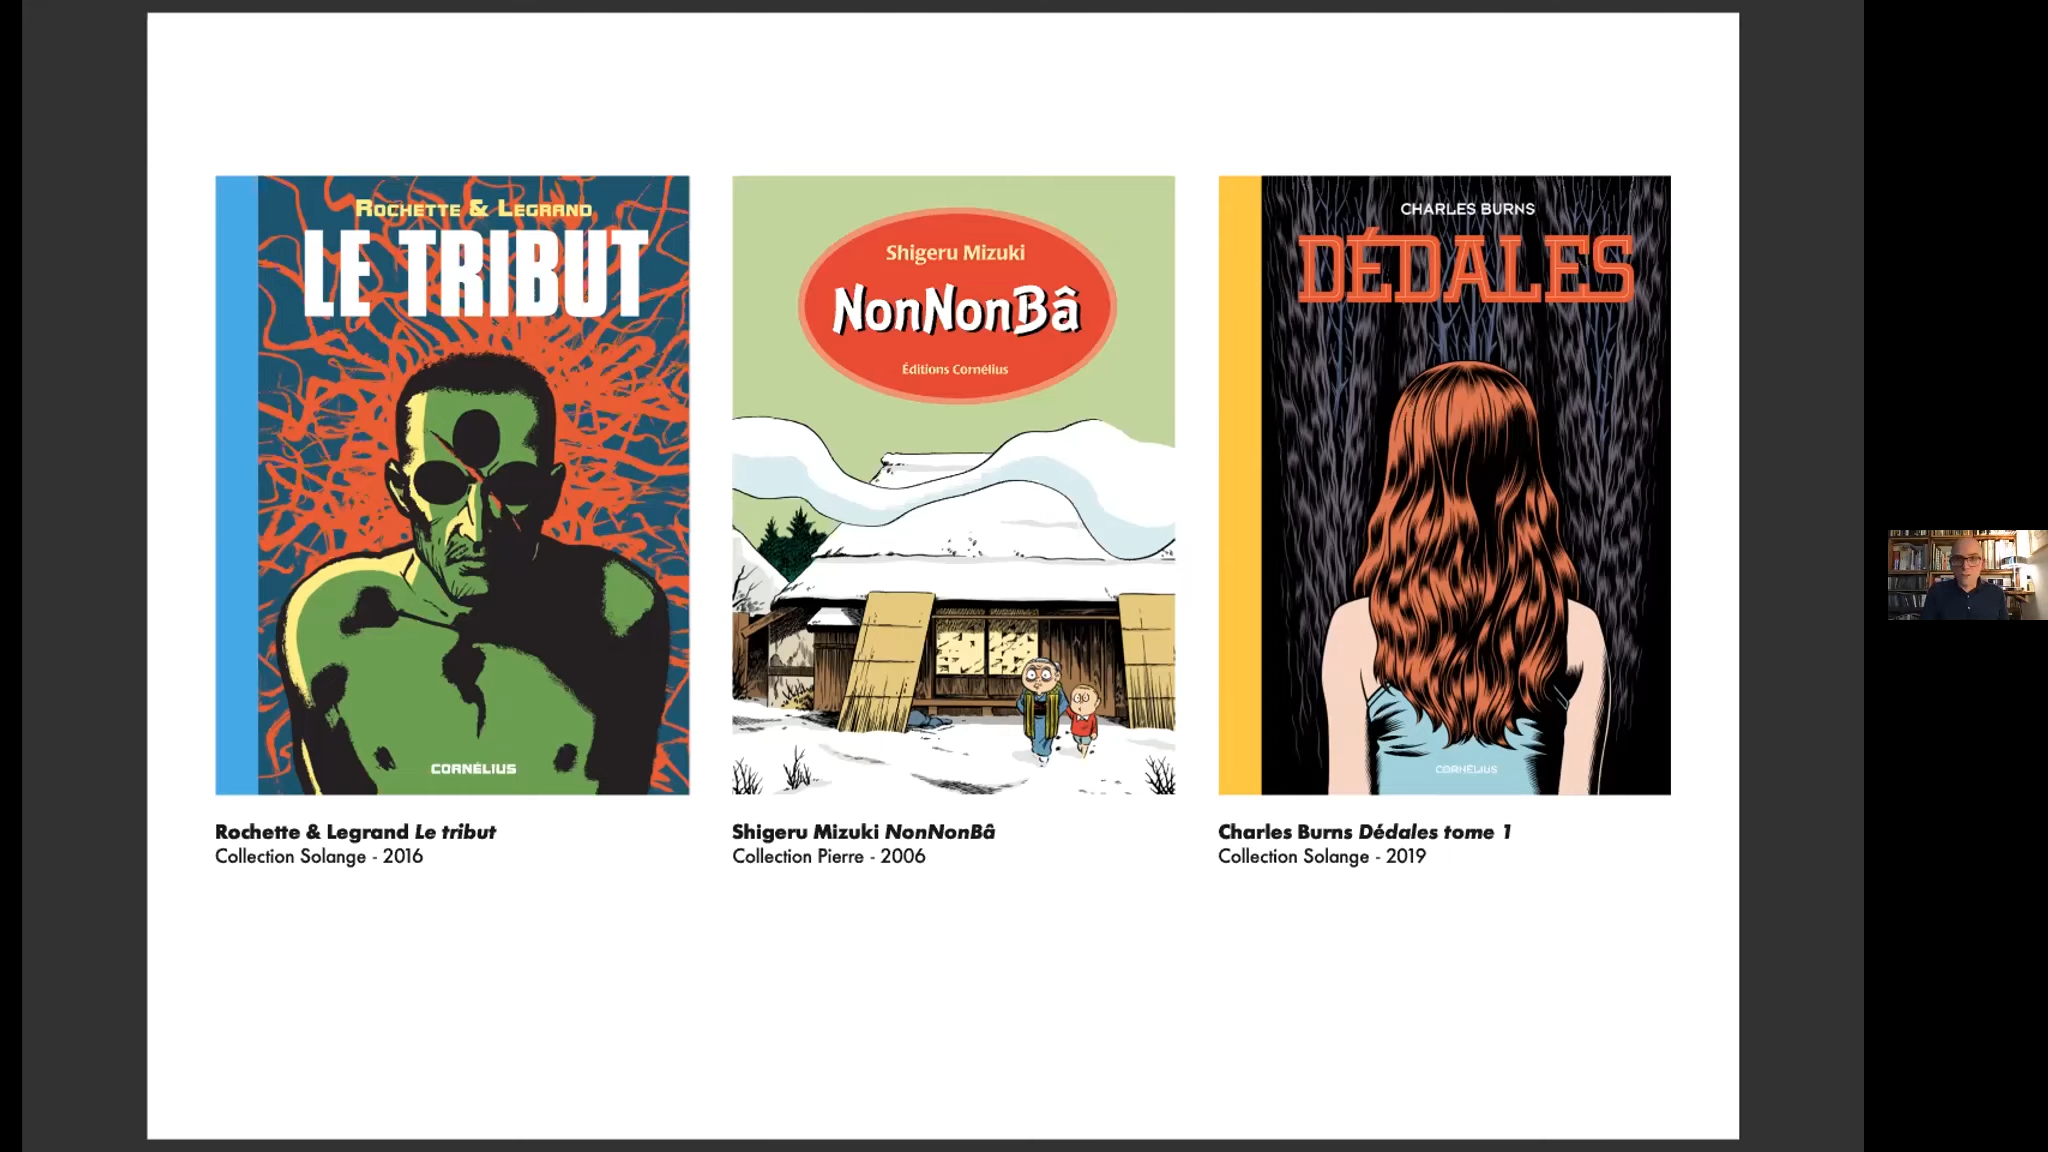 ROCHETTE & LEGRAND
LE TRIBUT
CORNÉLIUS
Rochette & Legrand Le tribut
Collection Solange - 2016
Shigeru Mizuki
NonNonBâ
Éditions Cornélius
Shigeru Mizuki NonNonBâ
Collection Pierre - 2006
CHARLES BURNS
DÉDALES
CORNÉLIUS
Charles Burns Dédales tome 1
Collection Solange - 2019